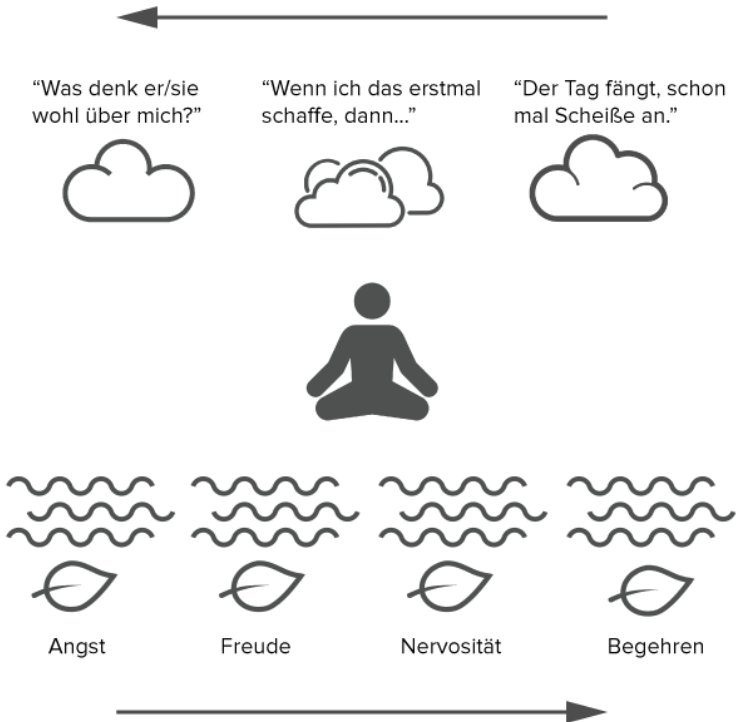 “Was denk er/sie
wohl über mich?”
“Wenn ich das erstmal
schaffe, dann...”
“Der Tag fängt, schon
mal Scheiße an.”
Angst
Freude
Nervosität
Begehren